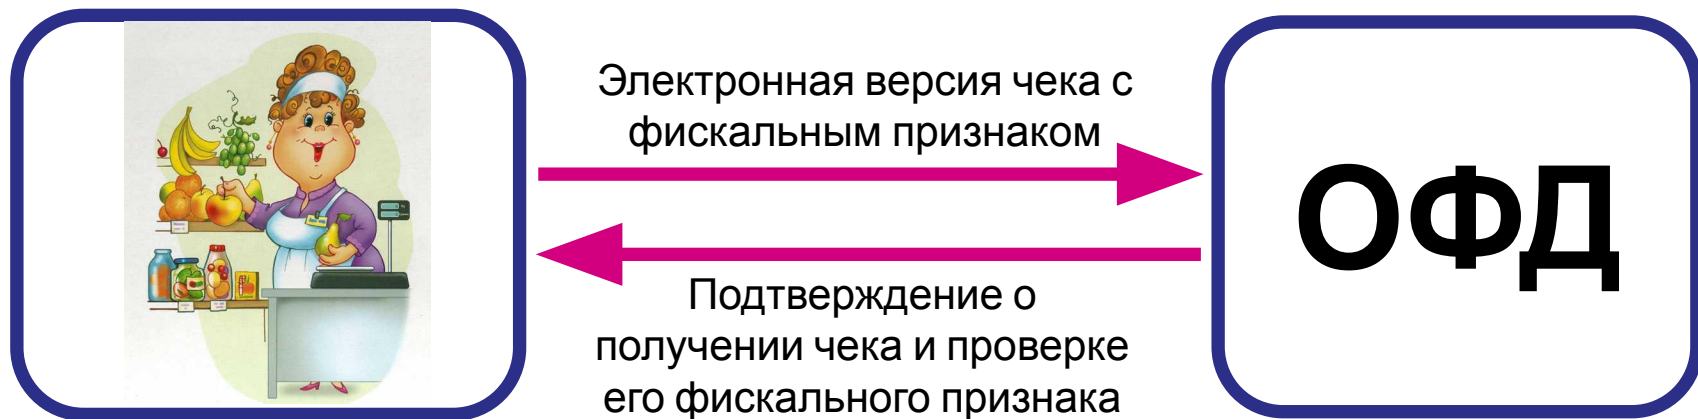 Электронная версия чека с
фискальным признаком
ОФД
Подтверждение о
получении чека и проверке
его фискального признака